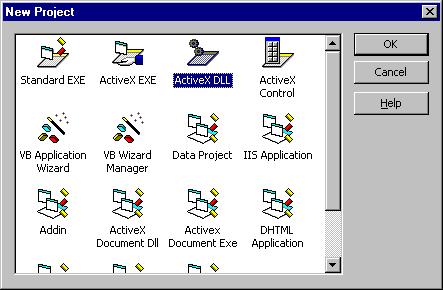 New Project
OK
Cancel
Help
Standard EXE
ActiveX EXE
ActiveX DLL
ActiveX
Control
VB Application
Wizard
VB Wizard
Manager
Data Project
IIS Application
Addin
ActiveX
Document Dll
Activex
Document Exe
DHTML
Application